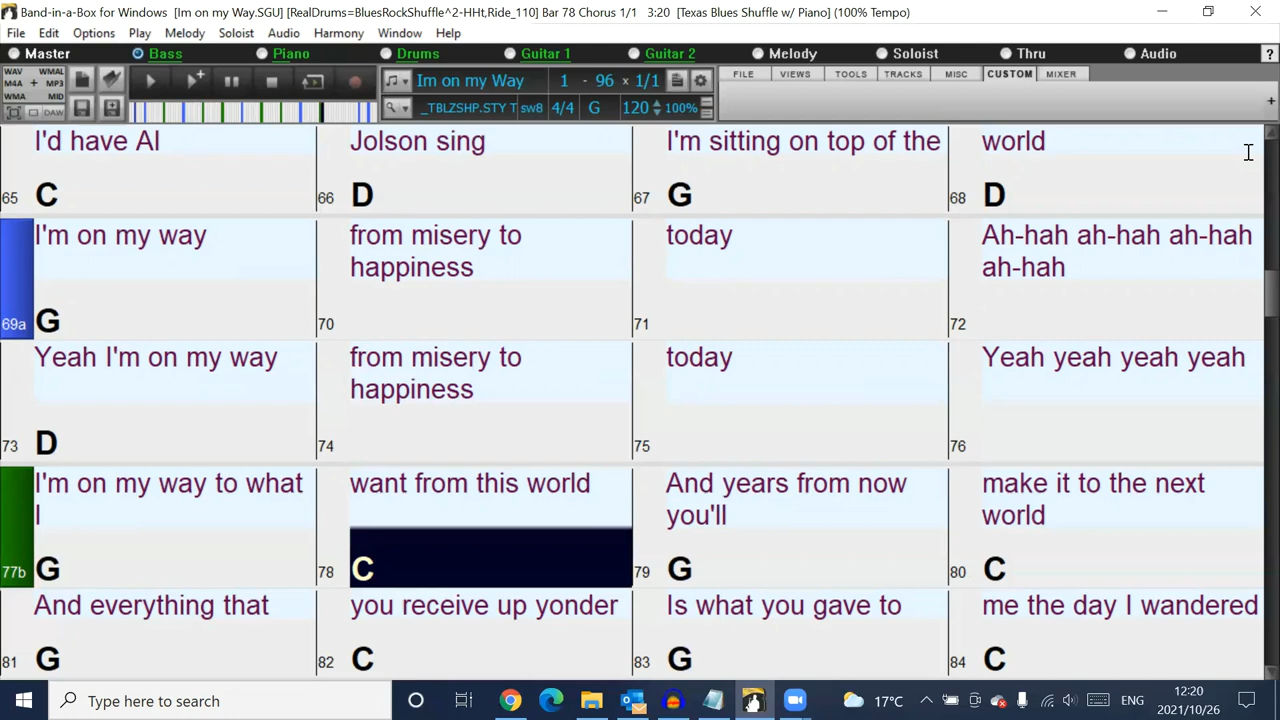 Band-in-a-Box for Windows [Im on my Way.SGU] [RealDrums=BluesRockShuffle^2-HHt,Ride_110] Bar 78 Chorus 1/1 3:20 [Texas Blues Shuffle w/ Piano] (100% Tempo)
File Edit Options Play Melody Soloist Audio Harmony Window Help
Master Bass Piano Drums Guitar 1 Guitar 2 Melody Soloist Thru Audio ?
WAV WMAL
M4A + MP3
WMA MID
DAW
Im on my Way 1 - 96 x 1/1
_TBLZSHP.STY T sw8 4/4 G 120 100%
FILE VIEWS TOOLS TRACKS MISC CUSTOM MIXER
+
I'd have Al Jolson sing I'm sitting on top of the world
65 C 66 D 67 G 68 D
I'm on my way from misery to today Ah-hah ah-hah ah-hah
happiness ah-hah
69a G 70 71 72
Yeah I'm on my way from misery to today Yeah yeah yeah yeah
happiness
73 D 74 75 76
I'm on my way to what want from this world And years from now make it to the next
I you'll world
77b G 78 C 79 G 80 C
And everything that you receive up yonder Is what you gave to me the day I wandered
81 G 82 C 83 G 84 C
Type here to search 17°C ENG 12:20
2021/10/26